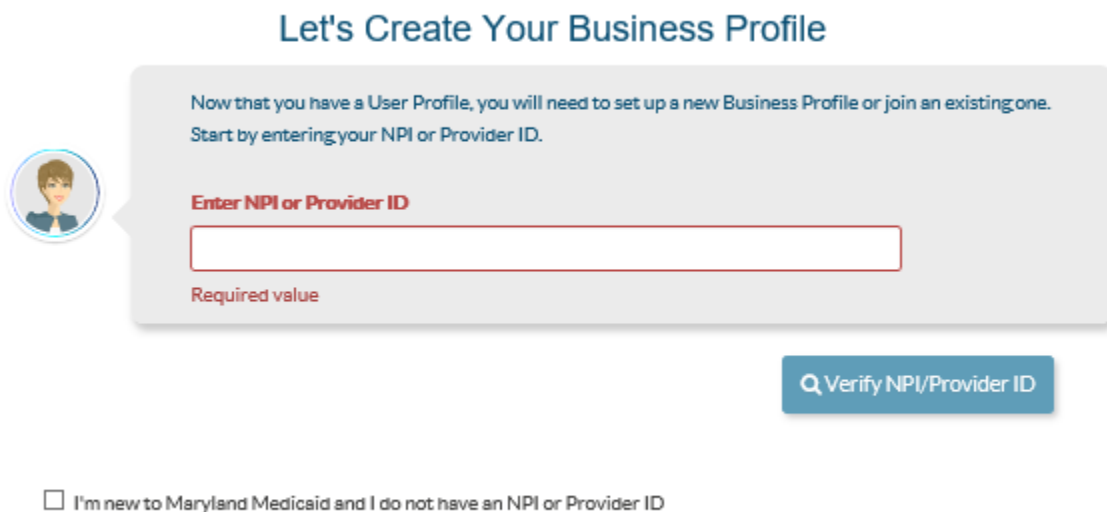 Let's Create Your Business Profile
Now that you have a User Profile, you will need to set up a new Business Profile or join an existing one.
Start by entering your NPI or Provider ID.
Enter NPI or Provider ID
Required value
Verify NPI/Provider ID
I'm new to Maryland Medicaid and I do not have an NPI or Provider ID